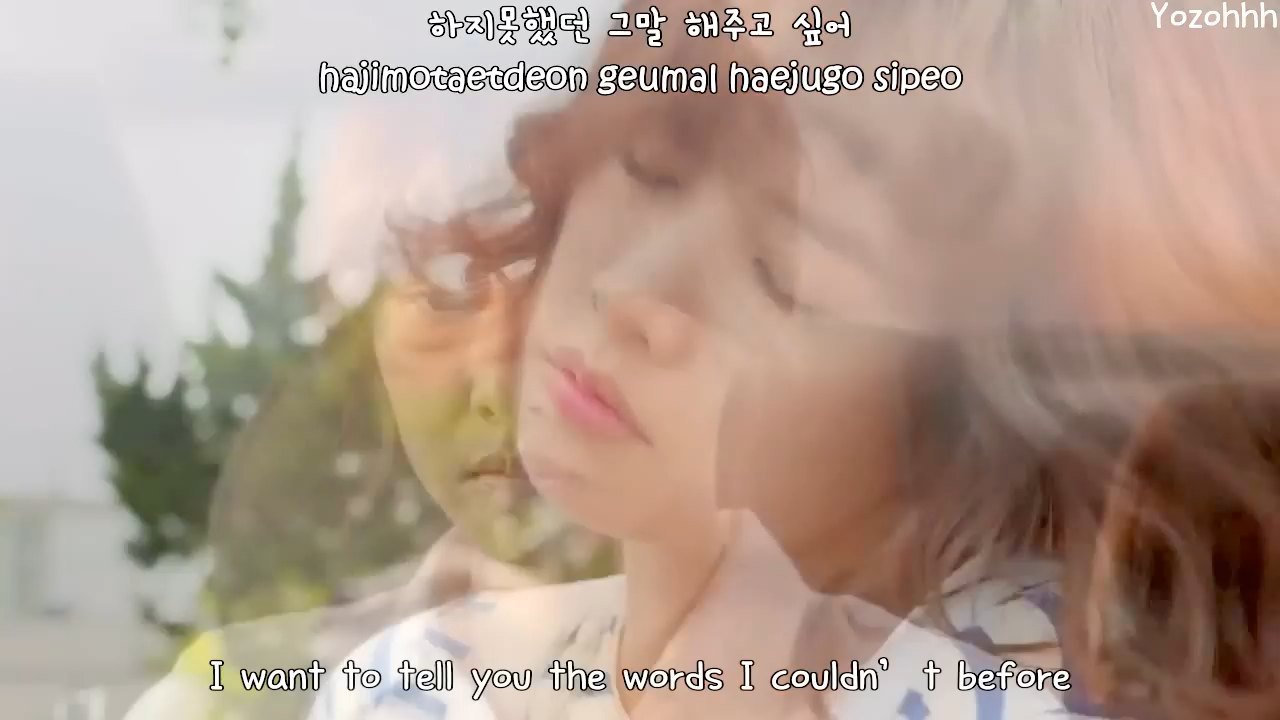 Yozohhh
하지못했던 그말 해주고 싶어
hajimotaetdeon geumal haejugo sipeo
I want to tell you the words I couldn't before